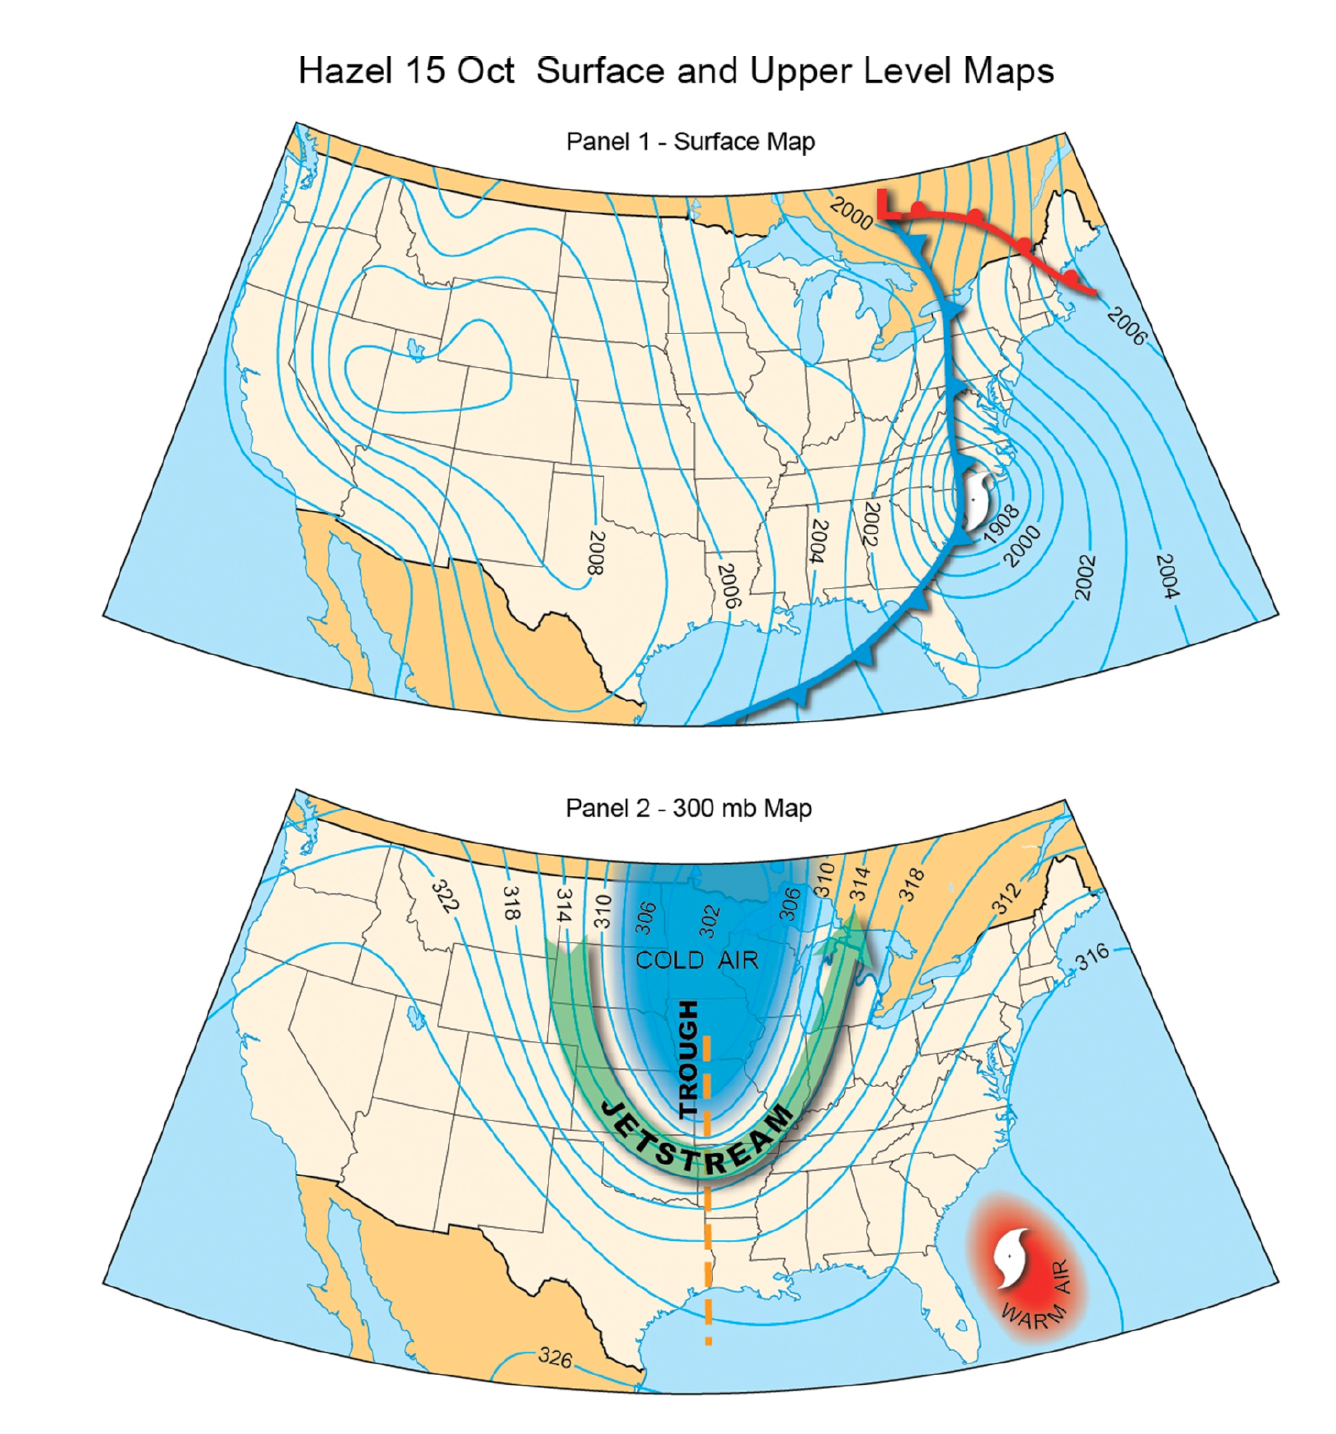 Hazel 15 Oct  Surface and Upper Level Maps
Panel 1 - Surface Map
2000
L
2006
1908
2000
2002
2004
2008
2006
2004
2002
Panel 2 - 300 mb Map
322
318
314
310
306
302
306
310
314
318
312
316
COLD AIR
TROUGH
JETSTREAM
WARM AIR
326